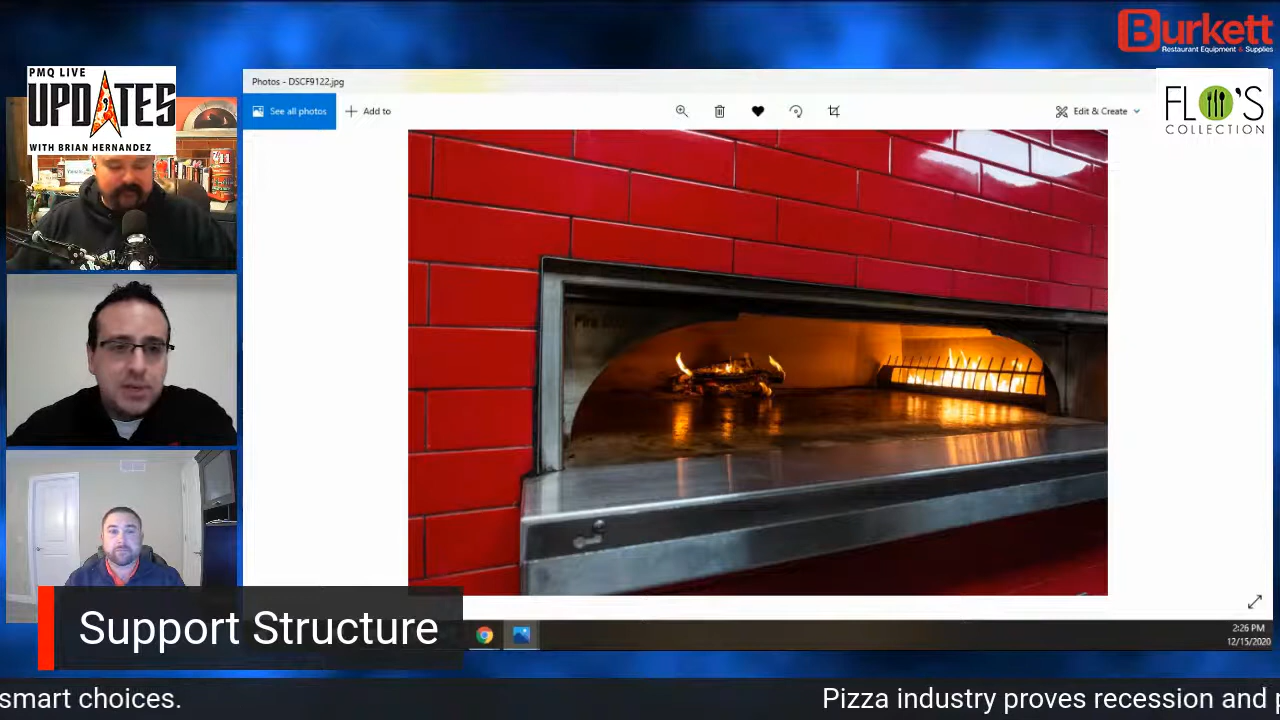 Burkett
Restaurant Equipment & Supplies
PMQ LIVE
UPDATES
WITH BRIAN HERNANDEZ
Photos - DSCF9122.jpg
See all photos
Add to
Edit & Create
FLO'S
COLLECTION
Support Structure
2:26 PM
12/15/2020
smart choices.
Pizza industry proves recession and p